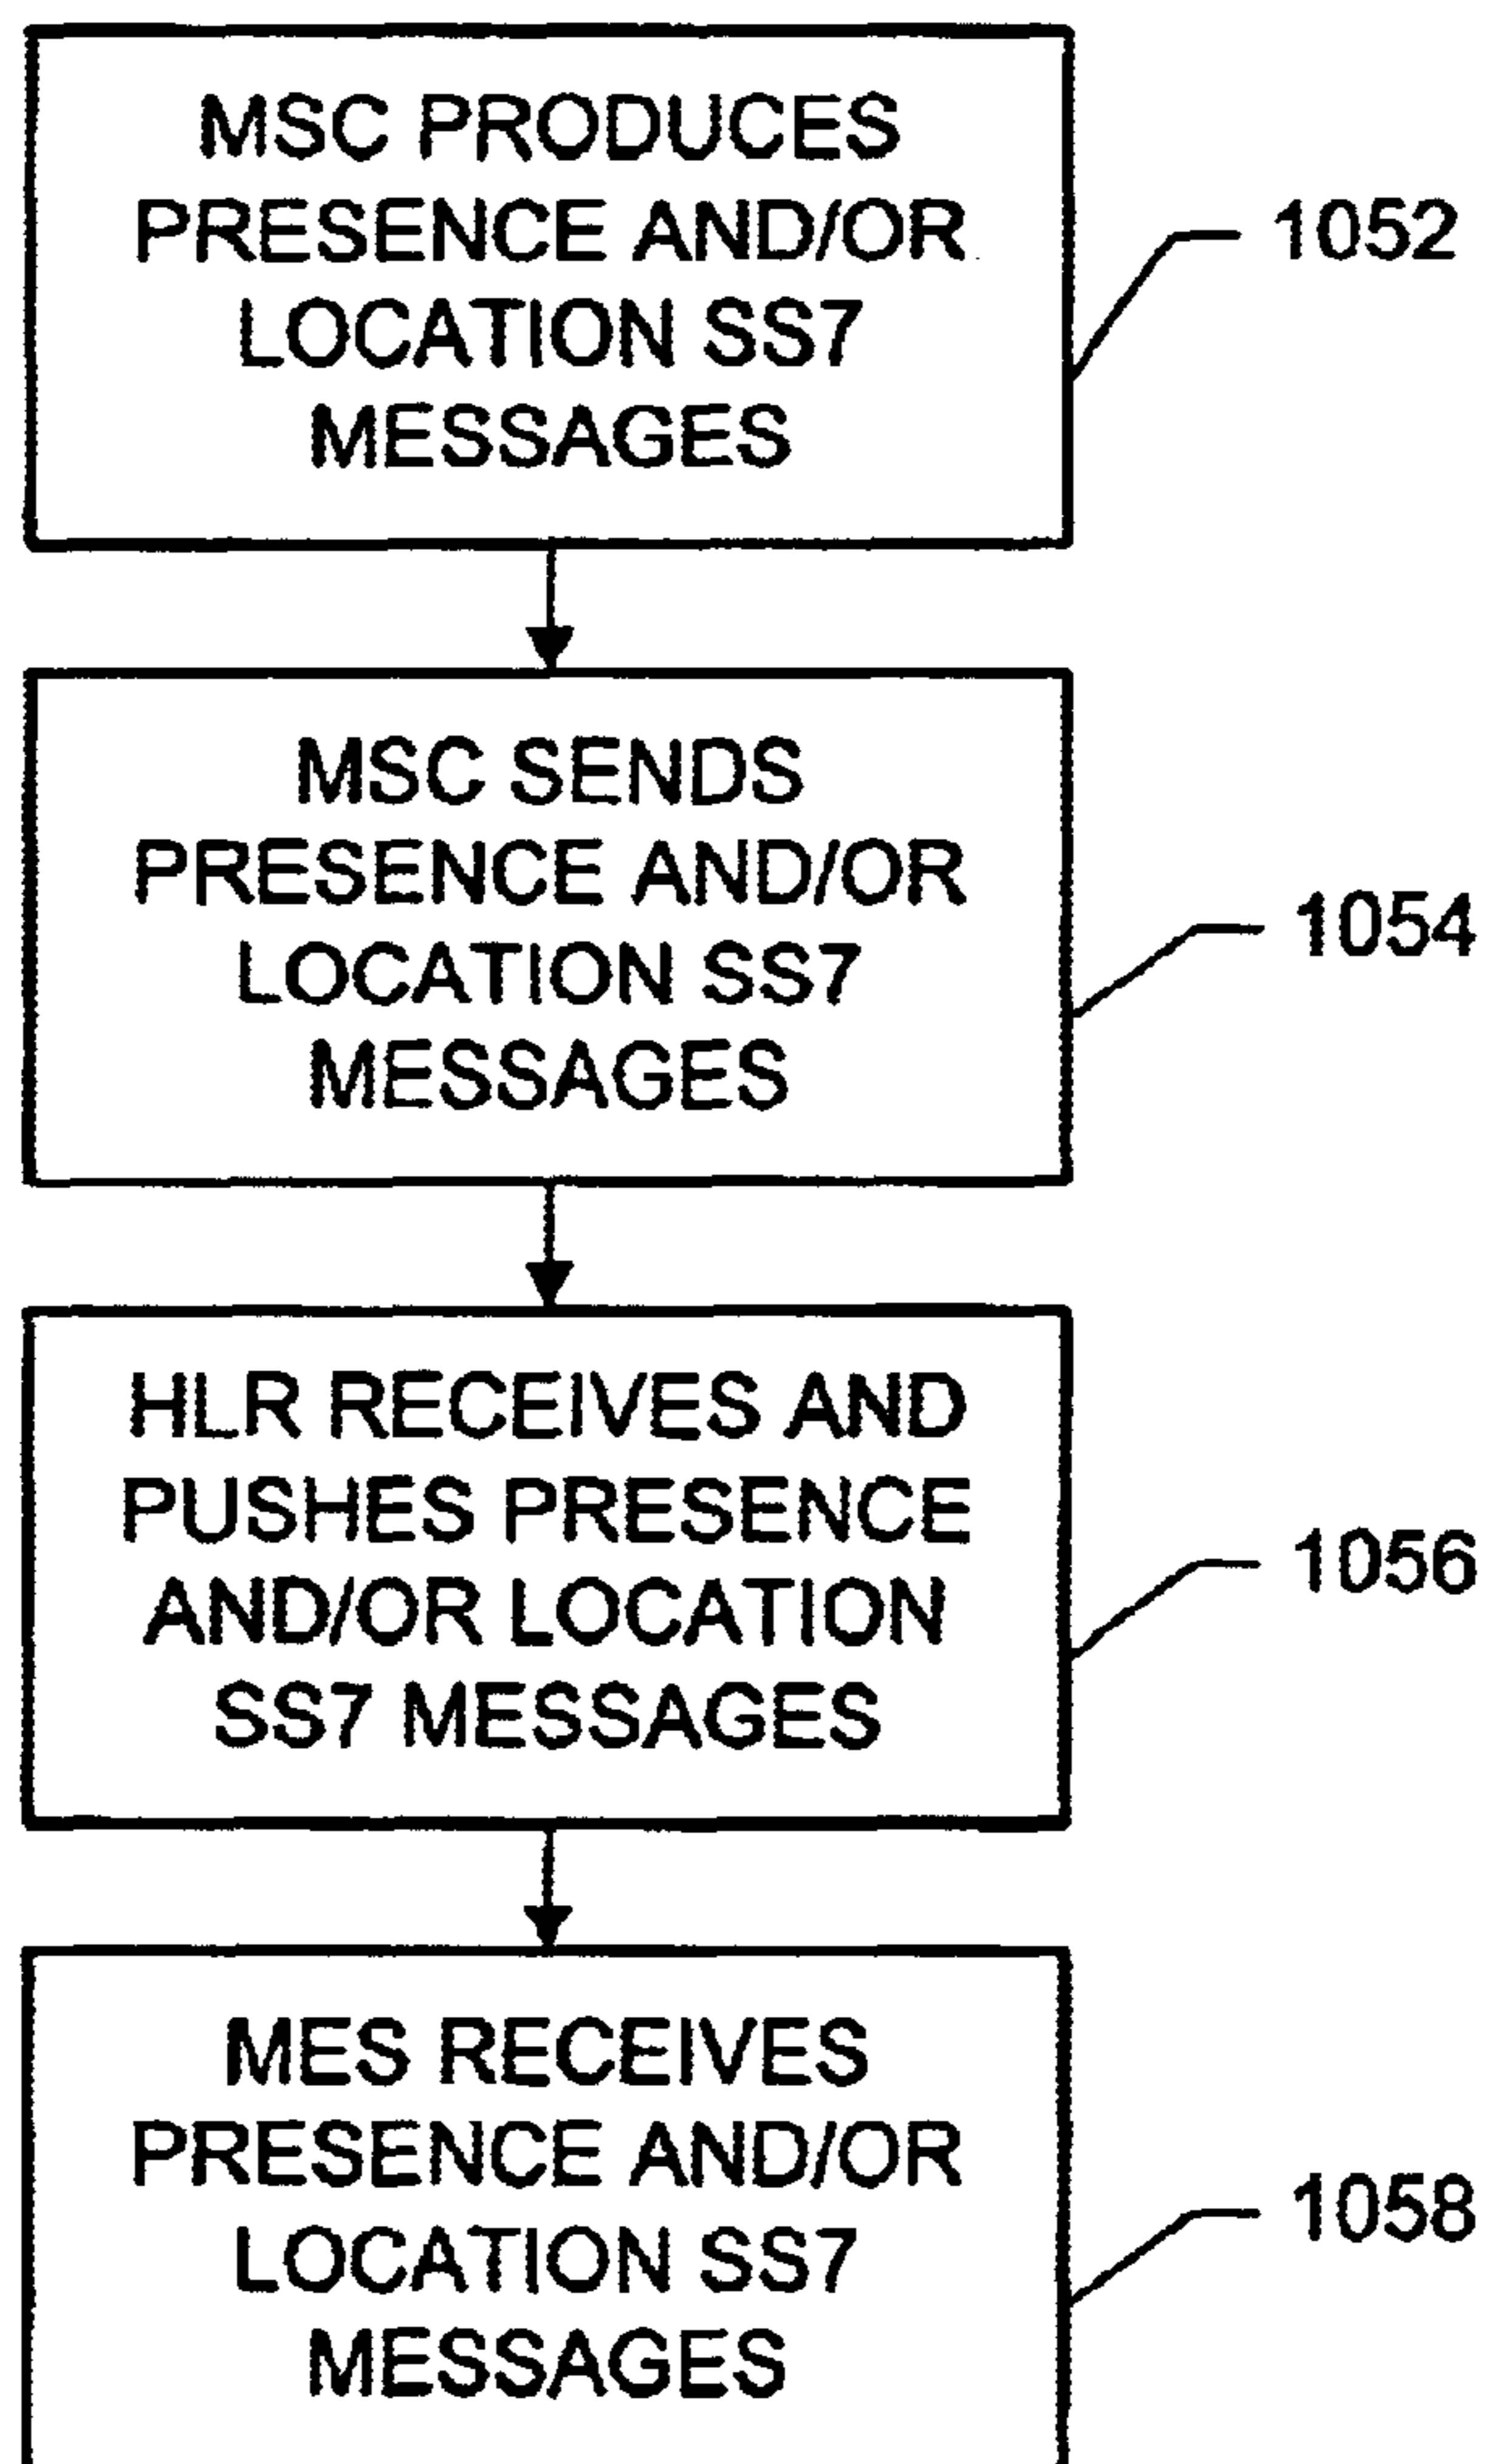 MSC PRODUCES
PRESENCE AND/OR
LOCATION SS7
MESSAGES
1052
MSC SENDS
PRESENCE AND/OR
LOCATION SS7
MESSAGES
1054
HLR RECEIVES AND
PUSHES PRESENCE
AND/OR LOCATION
SS7 MESSAGES
1056
MES RECEIVES
PRESENCE AND/OR
LOCATION SS7
MESSAGES
1058